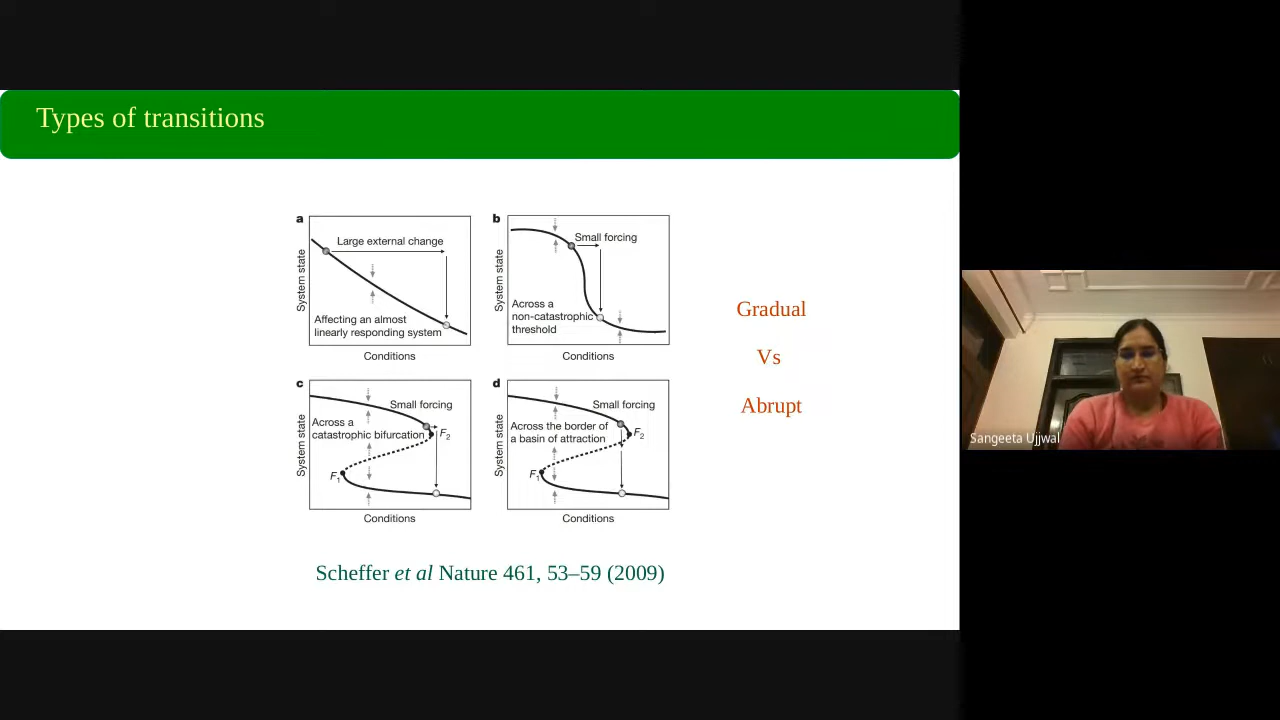 Types of transitions
a
Large external change
System state
Affecting an almost
linearly responding system
Conditions
b
Small forcing
System state
Across a
non-catastrophic
threshold
Conditions
c
Small forcing
System state
Across a
catastrophic bifurcation
F2
F1
Conditions
d
Small forcing
System state
Across the border of
a basin of attraction
F2
F1
Conditions
Gradual
Vs
Abrupt
Scheffer et al Nature 461, 53–59 (2009)
Sangeeta Ujjwal